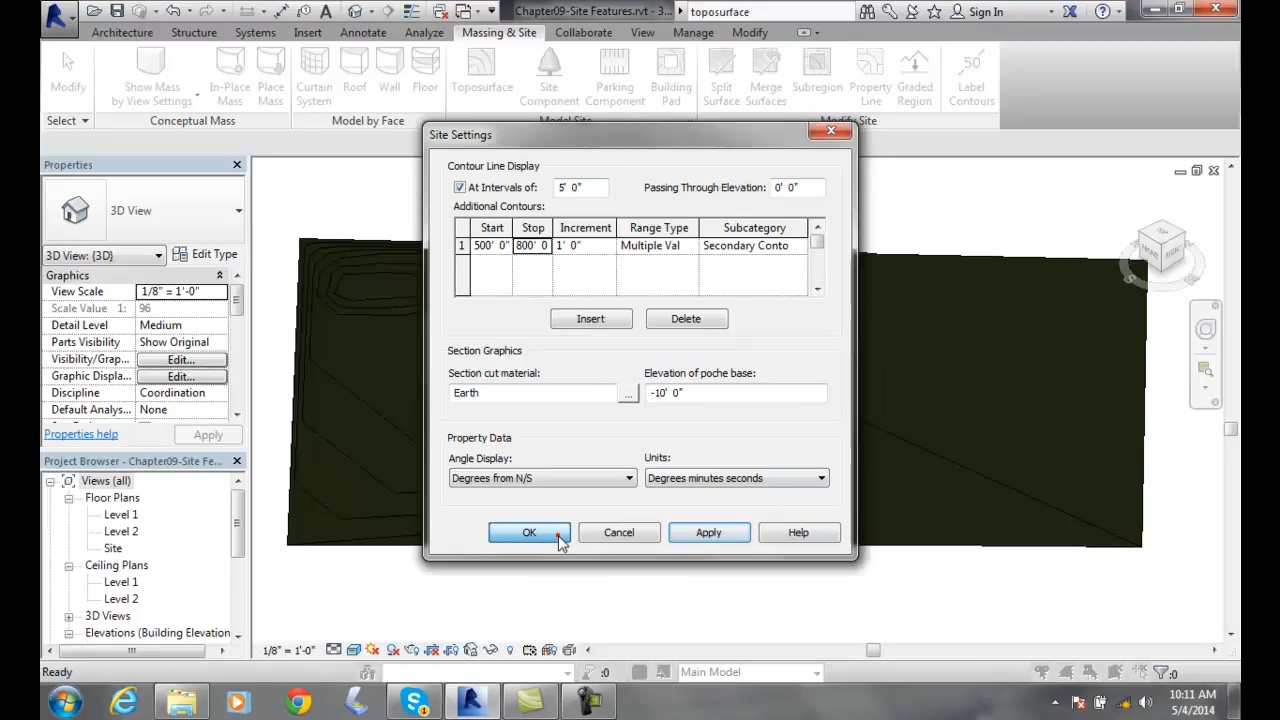 Chapter09-Site Features.rvt - 3...
toposurface
Sign In
Architecture Structure Systems Insert Annotate Analyze Massing & Site Collaborate View Manage Modify
Modify
Show Mass
by View Settings
In-Place
Mass
Place
Mass
Curtain
System
Roof
Wall
Floor
Toposurface
Site
Component
Parking
Component
Building
Pad
Split
Surface
Merge
Surfaces
Subregion
Property
Line
Graded
Region
50
Label
Contours
Select
Conceptual Mass
Model by Face
Model Site
Modify Site
Properties
3D View
3D View: {3D}
Edit Type
Graphics
View Scale 1/8" = 1'-0"
Scale Value 1: 96
Detail Level Medium
Parts Visibility Show Original
Visibility/Grap... Edit...
Graphic Displa... Edit...
Discipline Coordination
Default Analys... None
Properties help
Apply
Project Browser - Chapter09-Site Fe...
Views (all)
Floor Plans
Level 1
Level 2
Site
Ceiling Plans
Level 1
Level 2
3D Views
Elevations (Building Elevation
Site Settings
Contour Line Display
At Intervals of: 5' 0"
Passing Through Elevation: 0' 0"
Additional Contours:
Start Stop Increment Range Type Subcategory
1 500' 0" 800' 0 1' 0" Multiple Val Secondary Conto
Insert
Delete
Section Graphics
Section cut material:
Elevation of poche base:
Earth
...
-10' 0"
Property Data
Angle Display:
Units:
Degrees from N/S
Degrees minutes seconds
OK
Cancel
Apply
Help
1/8" = 1'-0"
Ready
:0
Main Model
:0
10:11 AM
5/4/2014